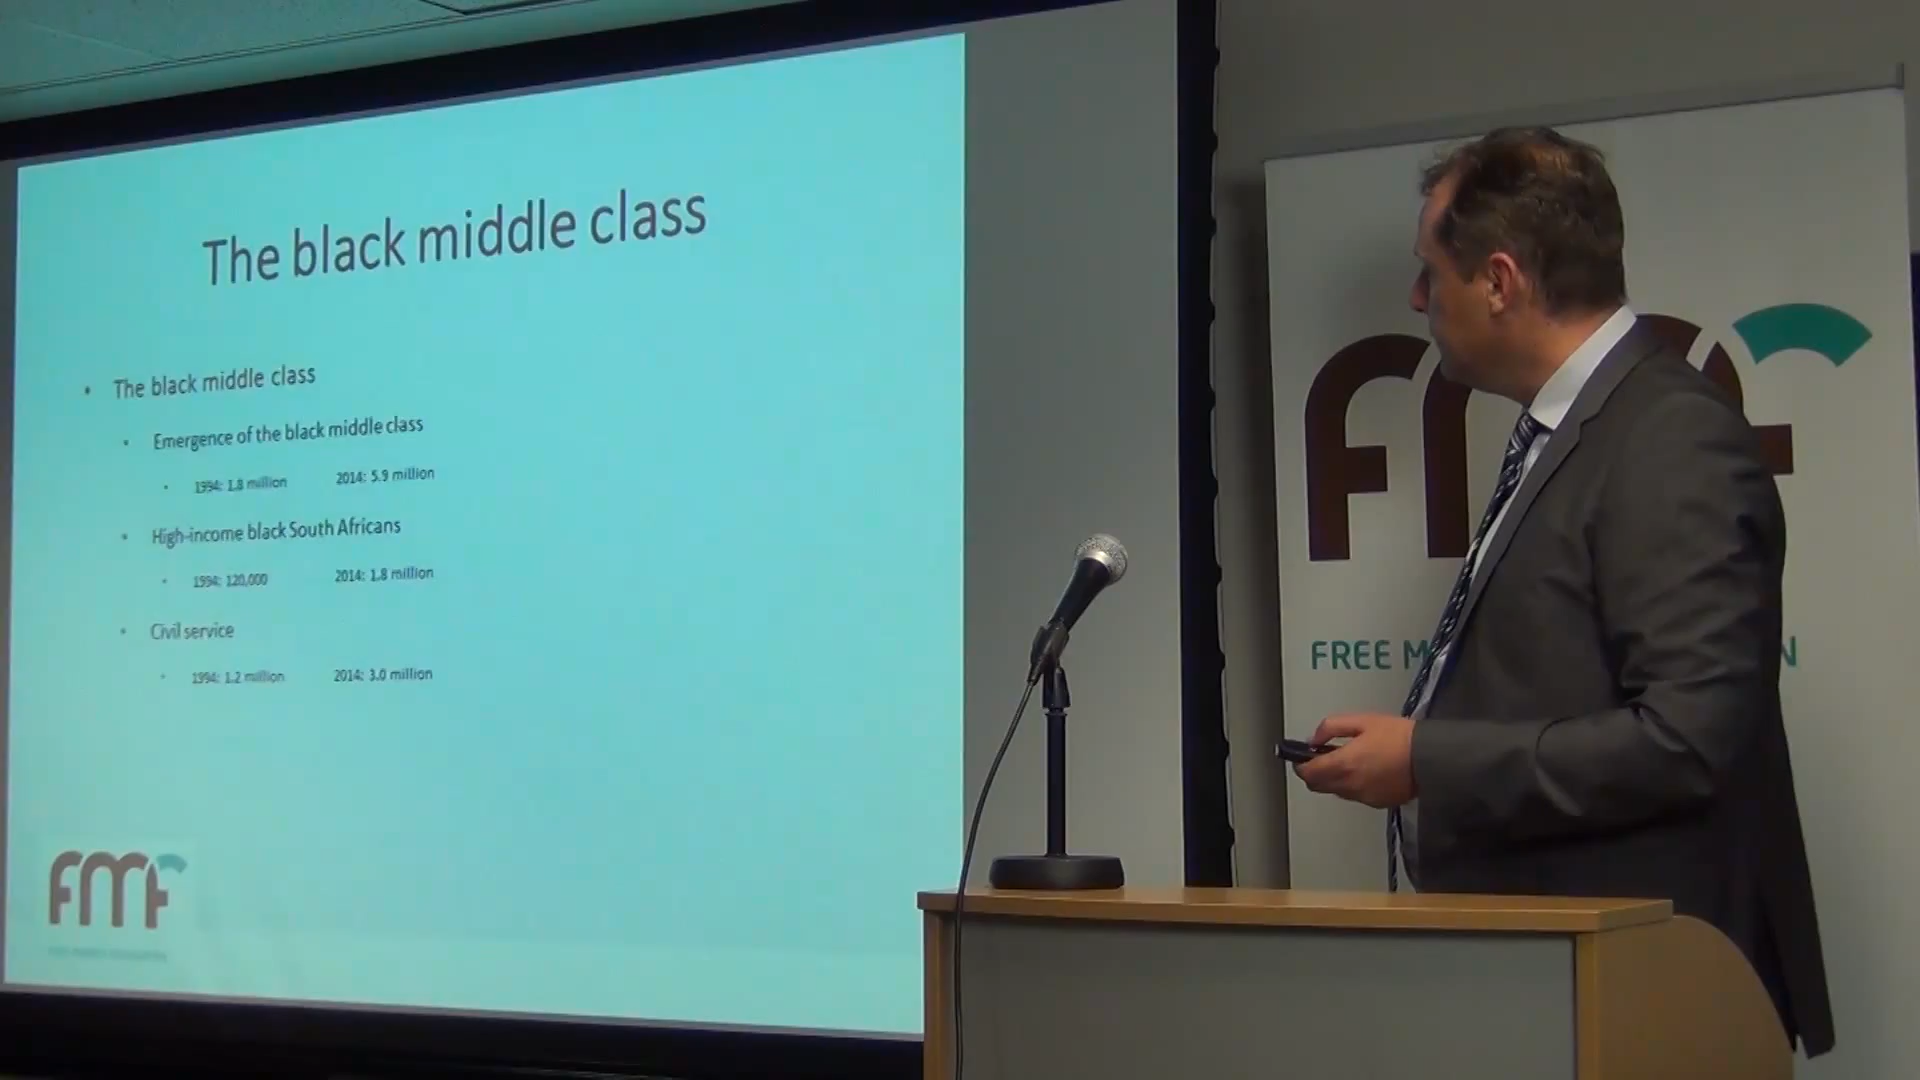 The black middle class
• The black middle class
• Emergence of the black middle class
• 1994: 1.8 million 2014: 5.9 million
• High-income black South Africans
• 1994: 120,000 2014: 1.8 million
• Civil service
• 1994: 1.2 million 2014: 3.0 million
FMF
FMF
FREE M N